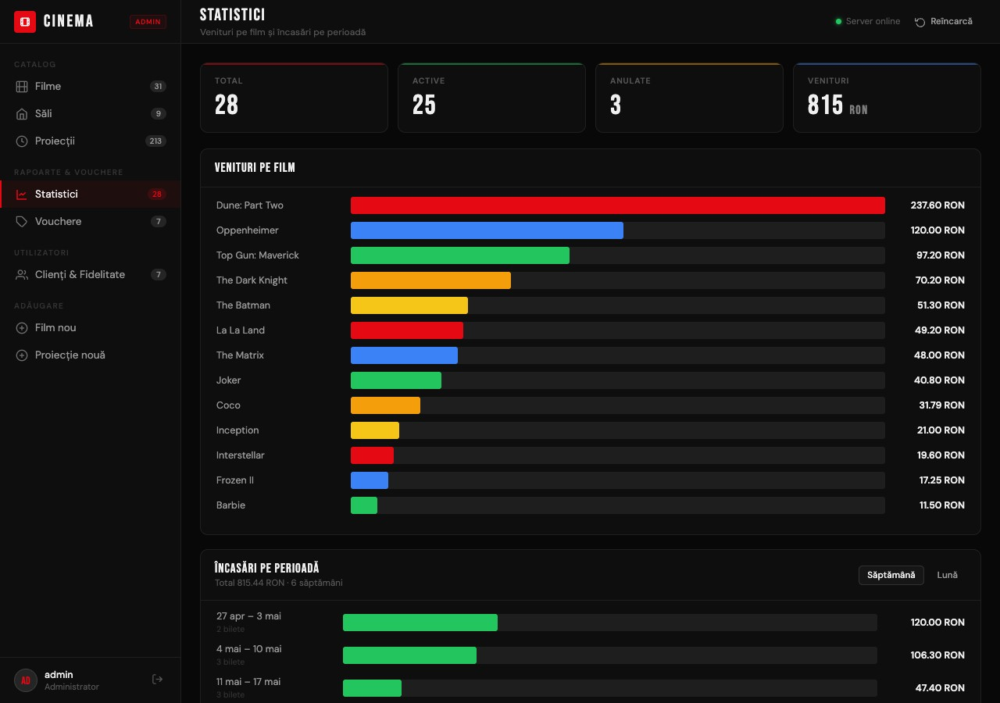 CINEMA
ADMIN
CATALOG
Filme 31
Săli 9
Proiecții 213
RAPOARTE & VOUCHERE
Statistici 28
Vouchere 7
UTILIZATORI
Clienți & Fidelitate 7
ADĂUGARE
Film nou
Proiecție nouă
AD
admin
Administrator
STATISTICI
Venituri pe film și încasări pe perioadă
Server online
Reîncarcă
TOTAL
28
ACTIVE
25
ANULATE
3
VENITURI
815 RON
VENITURI PE FILM
Dune: Part Two 237.60 RON
Oppenheimer 120.00 RON
Top Gun: Maverick 97.20 RON
The Dark Knight 70.20 RON
The Batman 51.30 RON
La La Land 49.20 RON
The Matrix 48.00 RON
Joker 40.80 RON
Coco 31.79 RON
Inception 21.00 RON
Interstellar 19.60 RON
Frozen II 17.25 RON
Barbie 11.50 RON
ÎNCASĂRI PE PERIOADĂ
Total 815.44 RON · 6 săptămâni
Săptămână
Lună
27 apr – 3 mai 120.00 RON
2 bilete
4 mai – 10 mai 106.30 RON
3 bilete
11 mai – 17 mai 47.40 RON
3 bilete